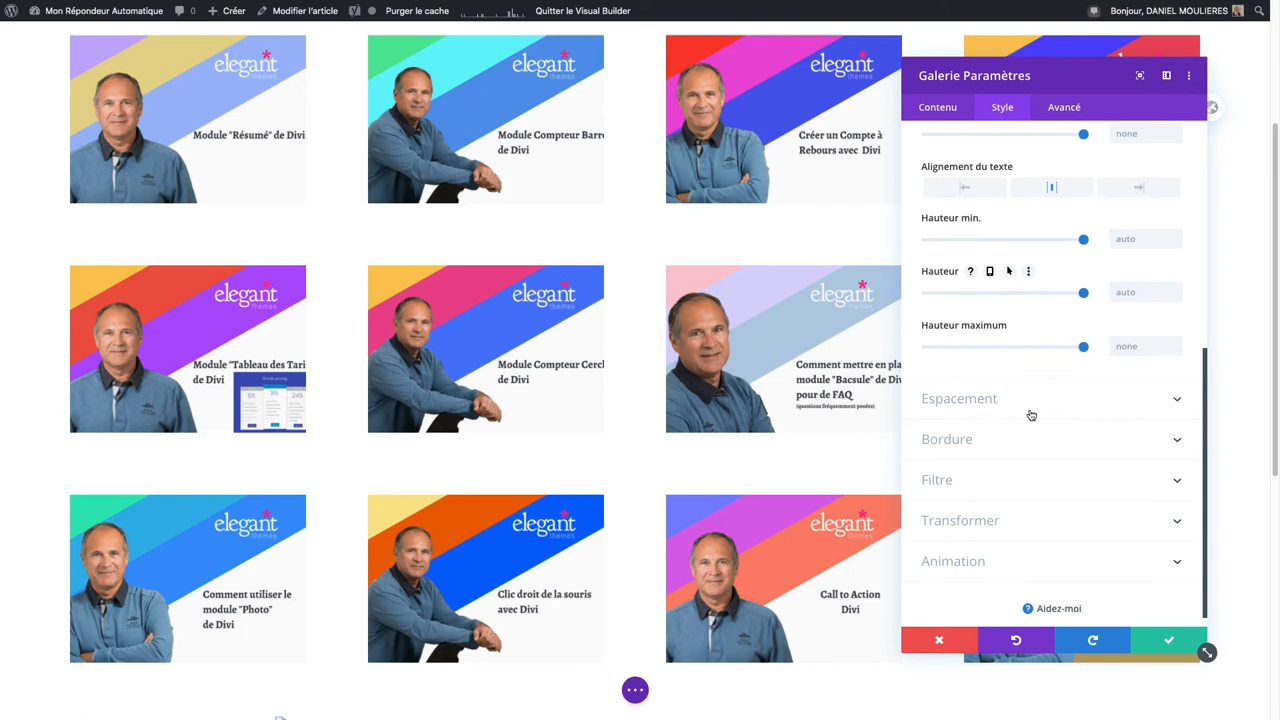 Mon Répondeur Automatique
0
Créer
Modifier l'article
Purger le cache
Quitter le Visual Builder
Bonjour, DANIEL MOULIERES
elegant
themes
Module "Résumé" de Divi
elegant
themes
Module Compteur Barre
de Divi
elegant
themes
Créer un Compte à
Rebours avec Divi
Galerie Paramètres
Contenu
Style
Avancé
none
Alignement du texte
Hauteur min.
auto
Hauteur
?
auto
Hauteur maximum
none
Espacement
Bordure
Filtre
Transformer
Animation
? Aidez-moi
elegant
themes
Module "Tableau des Tari
de Divi
249.
elegant
themes
Module Compteur Cercl
de Divi
elegant
themes
Comment mettre en pla
module "Bacsule" de Div
pour de FAQ
(questions fréquemment posées)
elegant
themes
Comment utiliser le
module "Photo"
de Divi
elegant
themes
Clic droit de la souris
avec Divi
elegant
themes
Call to Action
Divi